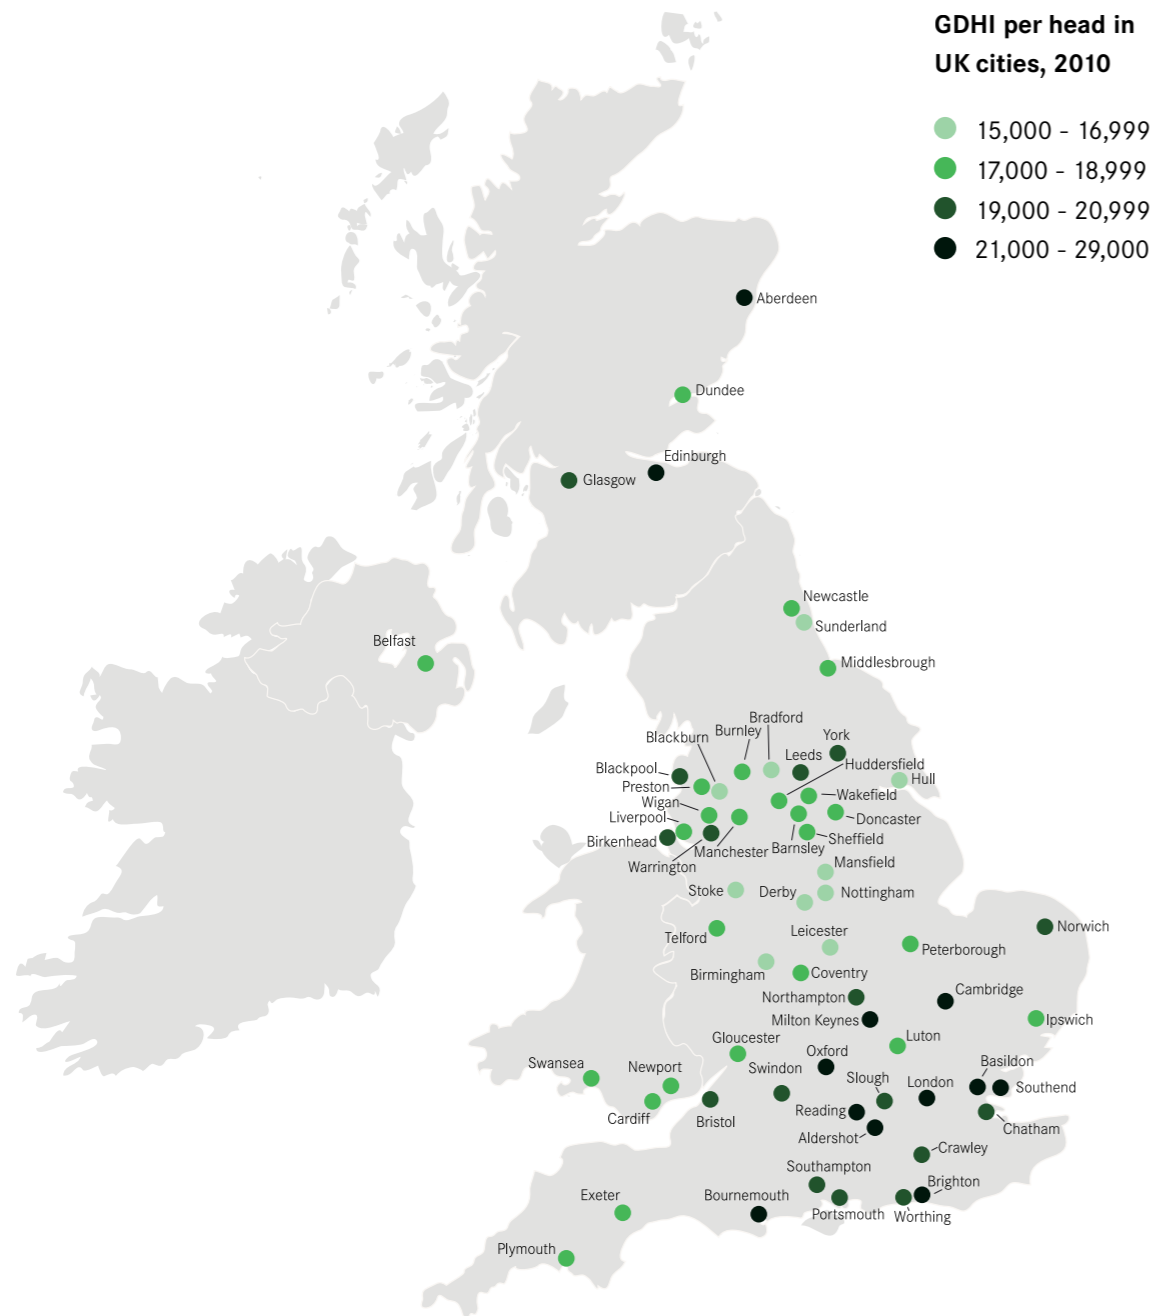 GDHI per head in
UK cities, 2010
15,000 - 16,999
17,000 - 18,999
19,000 - 20,999
21,000 - 29,000
Aberdeen
Dundee
Edinburgh
Glasgow
Newcastle
Sunderland
Belfast
Middlesbrough
Bradford
Burnley
Blackburn
York
Leeds
Huddersfield
Blackpool
Hull
Preston
Wakefield
Wigan
Liverpool
Doncaster
Birkenhead
Sheffield
Manchester
Barnsley
Warrington
Mansfield
Stoke
Derby
Nottingham
Norwich
Leicester
Telford
Peterborough
Birmingham
Coventry
Cambridge
Northampton
Milton Keynes
Ipswich
Luton
Gloucester
Oxford
Basildon
Swansea
Newport
Swindon
Slough
London
Southend
Reading
Cardiff
Bristol
Chatham
Aldershot
Crawley
Southampton
Brighton
Exeter
Bournemouth
Portsmouth
Worthing
Plymouth